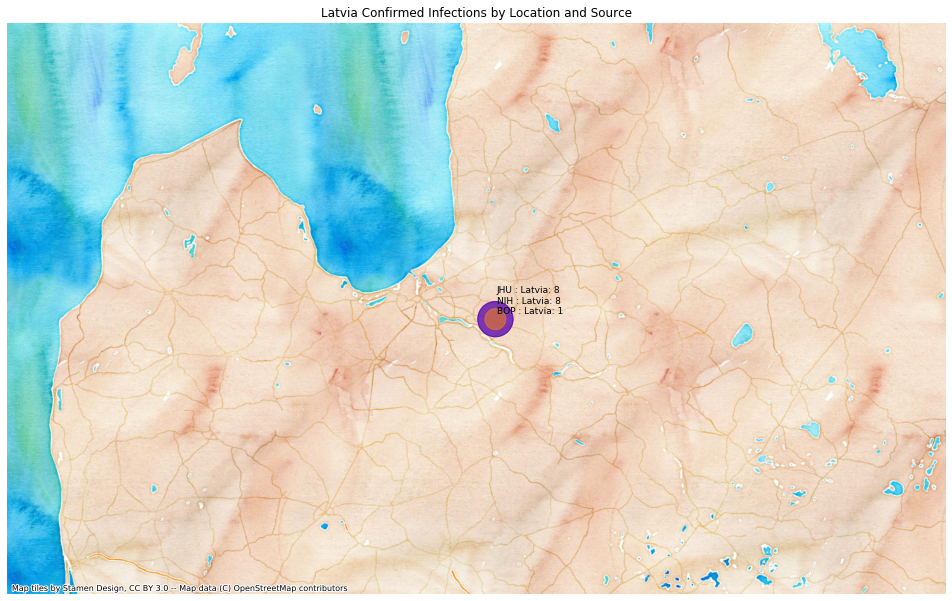 Latvia Confirmed Infections by Location and Source
JHU : Latvia: 8
NIH : Latvia: 8
BOP : Latvia: 1
Map tiles by Stamen Design, CC BY 3.0 -- Map data (C) OpenStreetMap contributors